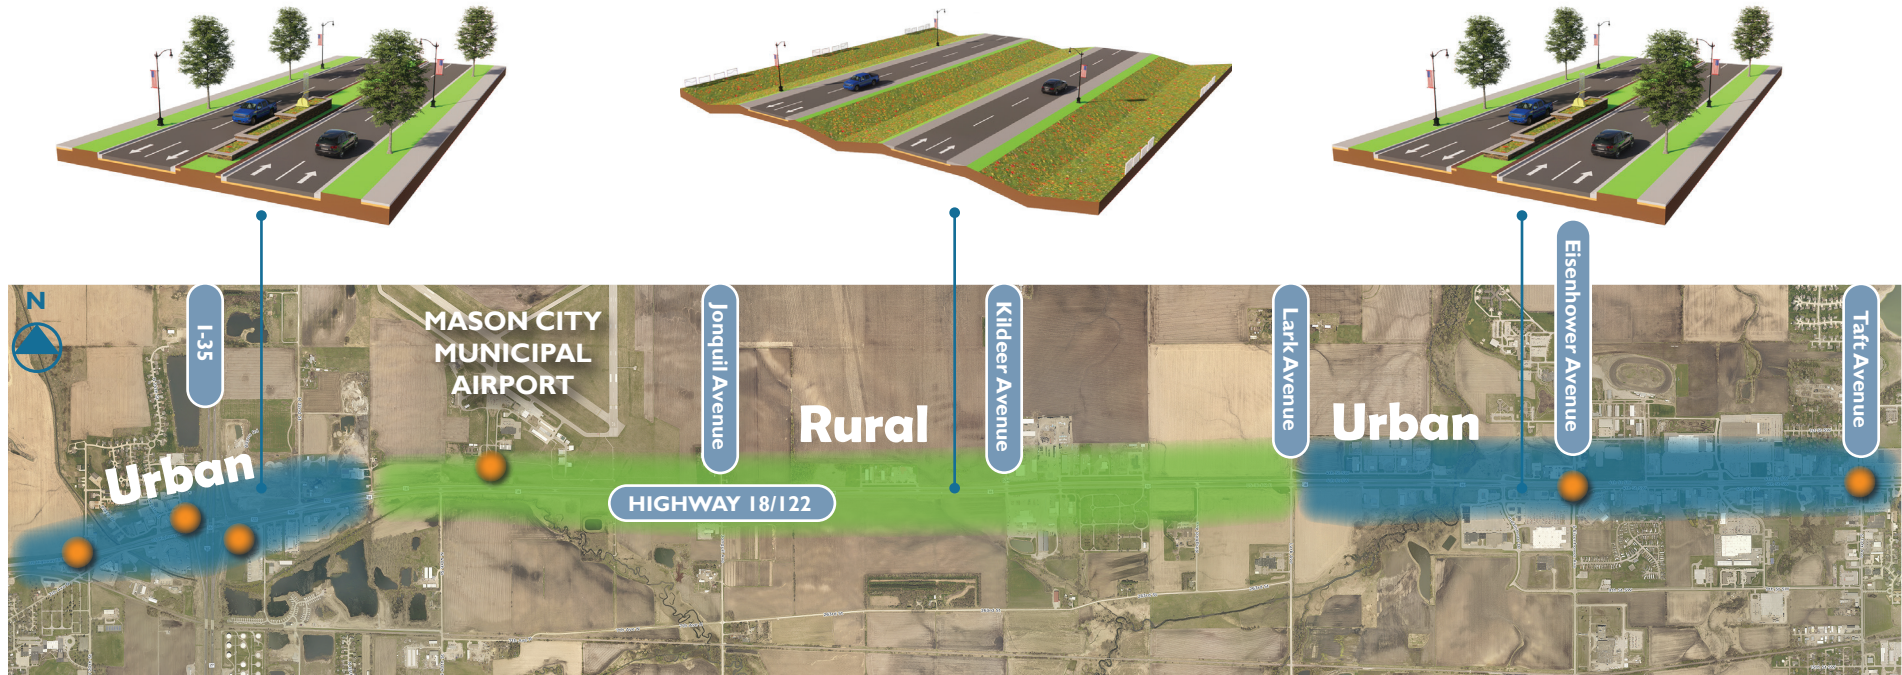 N
I-35
MASON CITY
MUNICIPAL
AIRPORT
Jonquil Avenue
Kildeer Avenue
Lark Avenue
Eisenhower Avenue
Taft Avenue
Urban
Rural
Urban
HIGHWAY 18/122